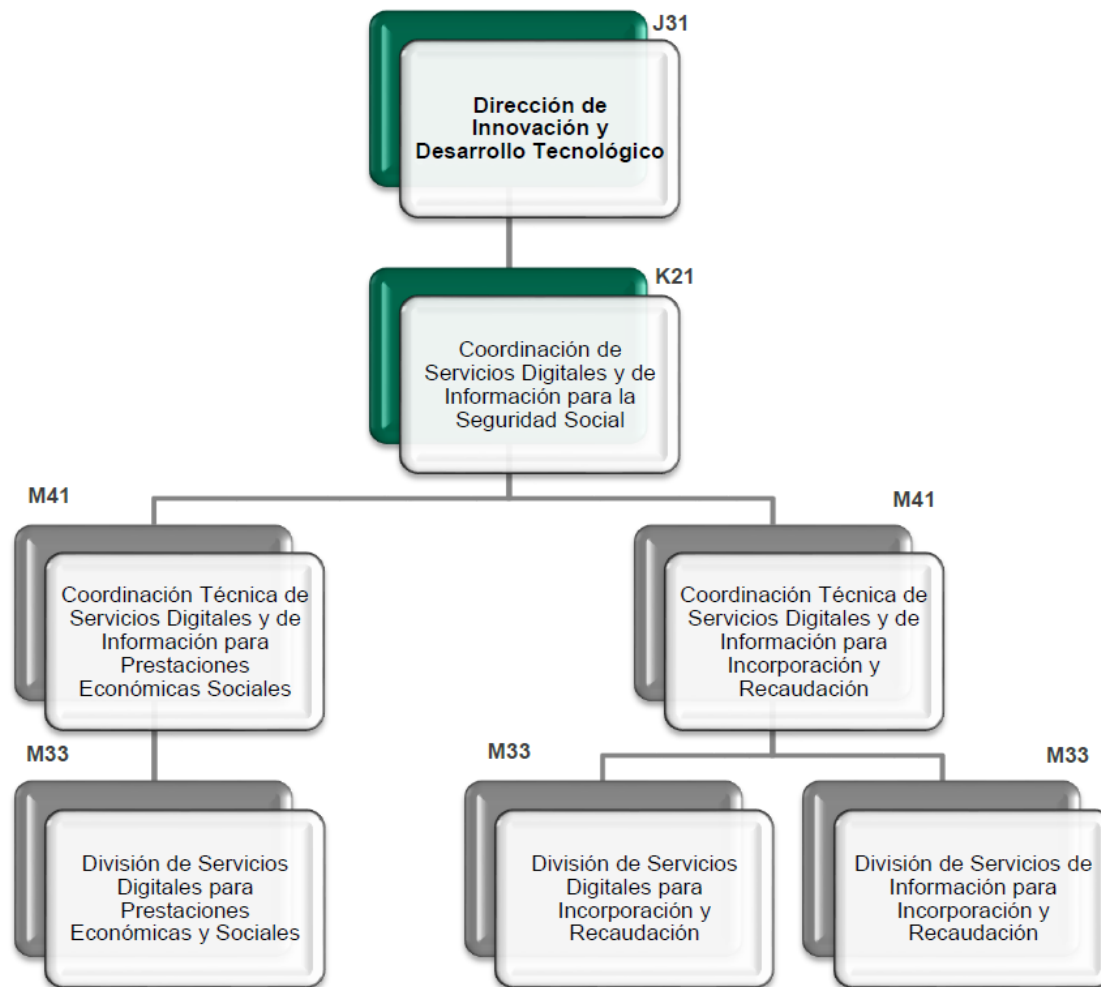 J31
Dirección de
Innovación y
Desarrollo Tecnológico
K21
Coordinación de
Servicios Digitales y de
Información para la
Seguridad Social
M41
Coordinación Técnica de
Servicios Digitales y de
Información para
Prestaciones
Económicas Sociales
M41
Coordinación Técnica de
Servicios Digitales y de
Información para
Incorporación y
Recaudación
M33
División de Servicios
Digitales para
Prestaciones
Económicas y Sociales
M33
División de Servicios
Digitales para
Incorporación y
Recaudación
M33
División de Servicios de
Información para
Incorporación y
Recaudación